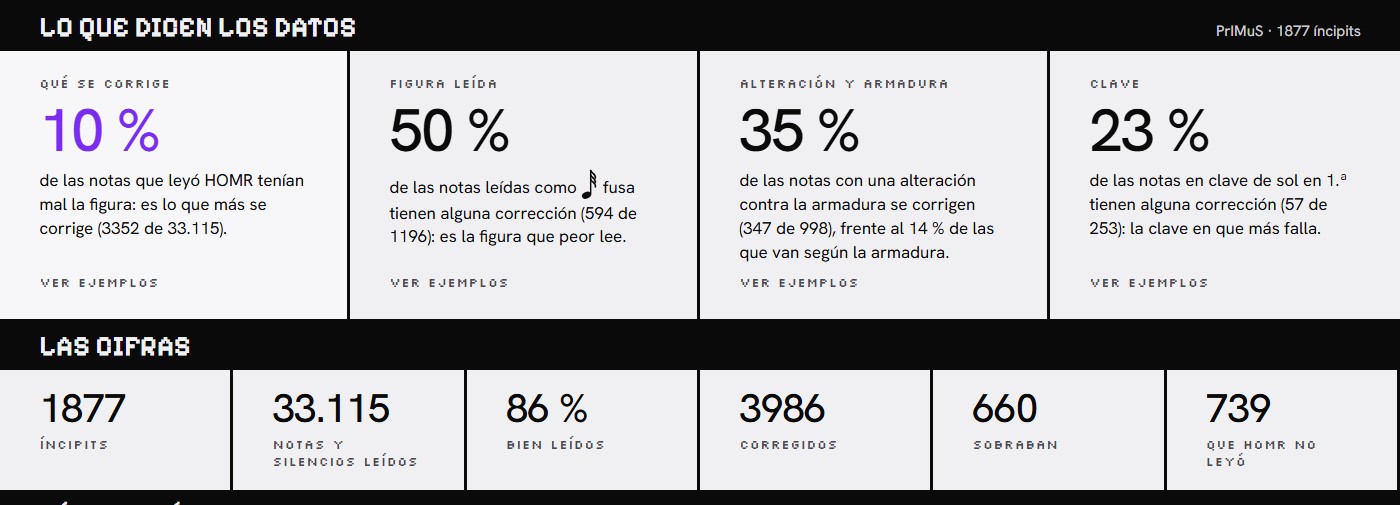 LO QUE DICEN LOS DATOS
PrIMuS · 1877 íncipits
QUÉ SE CORRIGE
10 %
de las notas que leyó HOMR tenían
mal la figura: es lo que más se
corrige (3352 de 33.115).
VER EJEMPLOS
FIGURA LEÍDA
50 %
de las notas leídas como fusa
tienen alguna corrección (594 de
1196): es la figura que peor lee.
VER EJEMPLOS
ALTERACIÓN Y ARMADURA
35 %
de las notas con una alteración
contra la armadura se corrigen
(347 de 998), frente al 14 % de las
que van según la armadura.
VER EJEMPLOS
CLAVE
23 %
de las notas en clave de sol en 1.ª
tienen alguna corrección (57 de
253): la clave en que más falla.
VER EJEMPLOS
LAS CIFRAS
1877
ÍNCIPITS
33.115
NOTAS Y
SILENCIOS LEÍDOS
86 %
BIEN LEÍDOS
3986
CORREGIDOS
660
SOBRABAN
739
QUE HOMR NO
LEYÓ